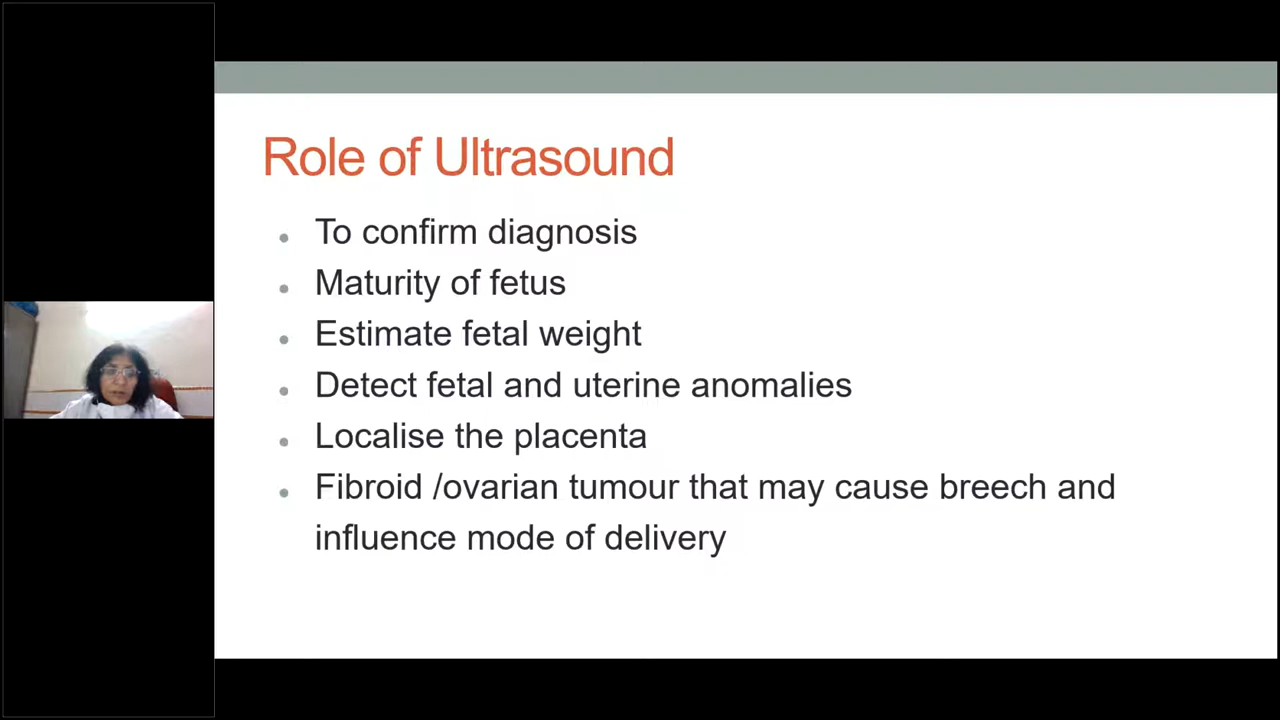 Role of Ultrasound
To confirm diagnosis
Maturity of fetus
Estimate fetal weight
Detect fetal and uterine anomalies
Localise the placenta
Fibroid /ovarian tumour that may cause breech and
influence mode of delivery